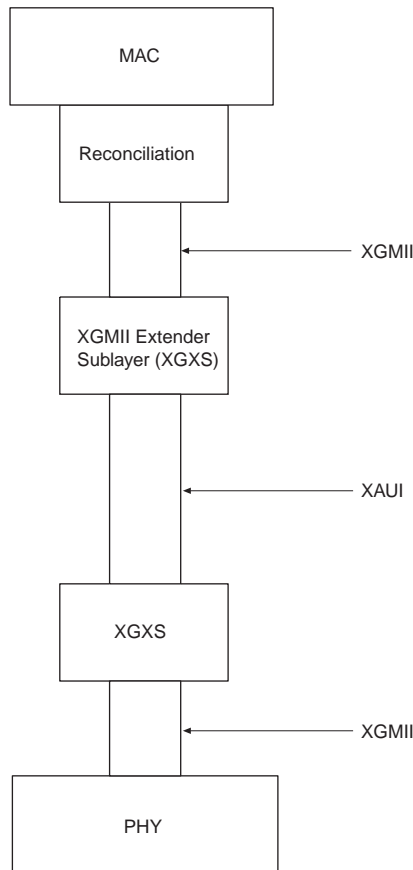 MAC
Reconciliation
XGMII
XGMII Extender
Sublayer (XGXS)
XAUI
XGXS
XGMII
PHY